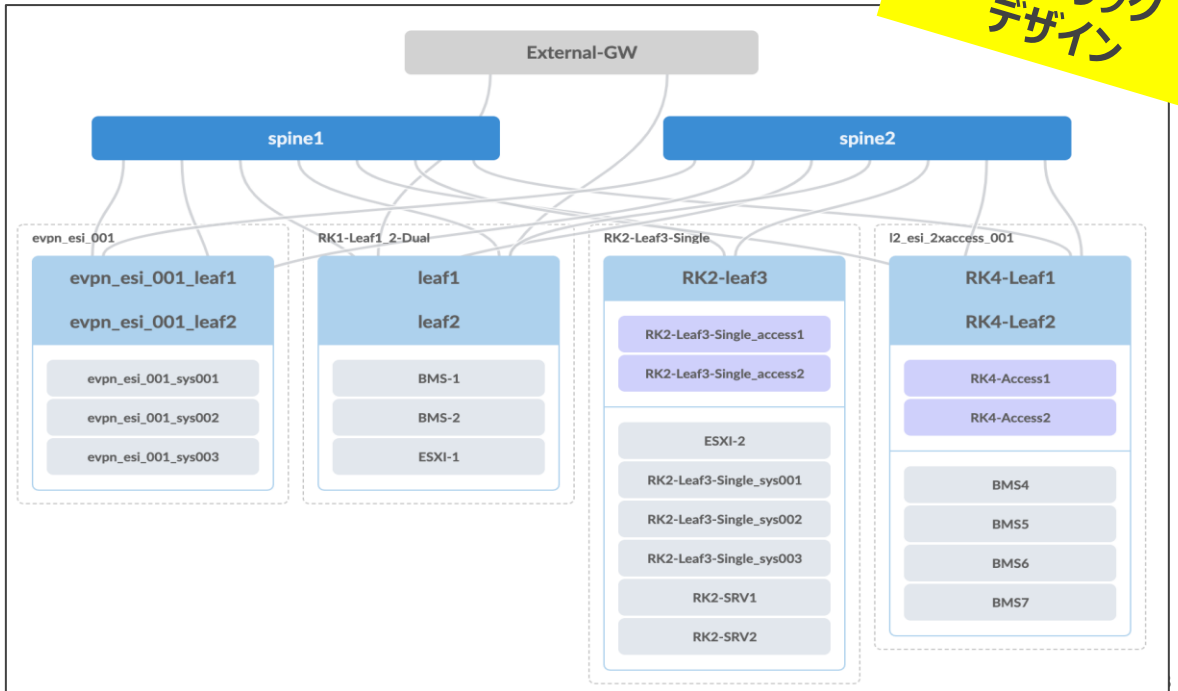 デザイン
External-GW
spine1
spine2
evpn_esi_001
evpn_esi_001_leaf1
evpn_esi_001_leaf2
evpn_esi_001_sys001
evpn_esi_001_sys002
evpn_esi_001_sys003
RK1-Leaf1_2-Dual
leaf1
leaf2
BMS-1
BMS-2
ESXI-1
RK2-Leaf3-Single
RK2-leaf3
RK2-Leaf3-Single_access1
RK2-Leaf3-Single_access2
ESXI-2
RK2-Leaf3-Single_sys001
RK2-Leaf3-Single_sys002
RK2-Leaf3-Single_sys003
RK2-SRV1
RK2-SRV2
l2_esi_2xaccess_001
RK4-Leaf1
RK4-Leaf2
RK4-Access1
RK4-Access2
BMS4
BMS5
BMS6
BMS7